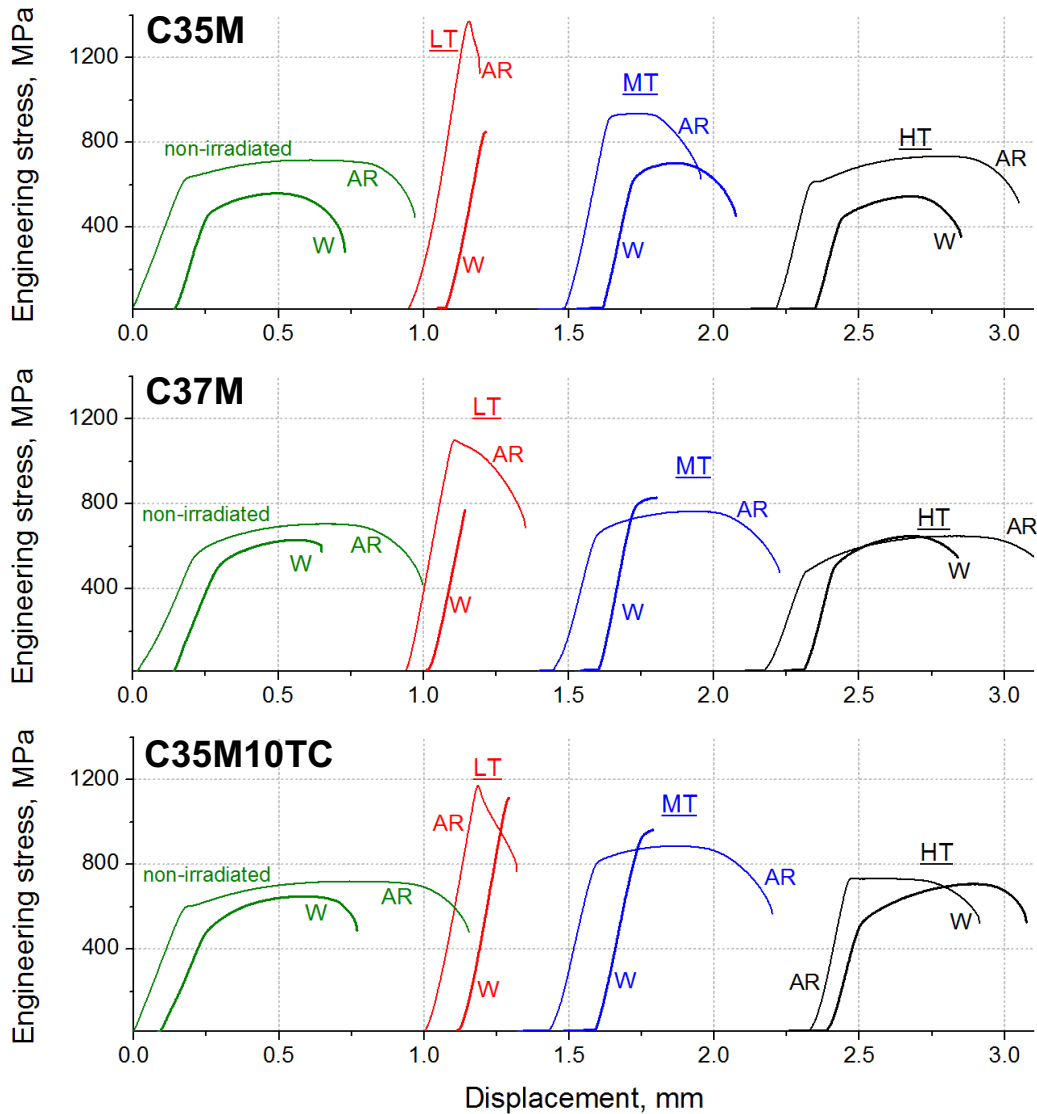 C35M
Engineering stress, MPa
1200
800
400
non-irradiated
AR
W
LT
AR
W
MT
AR
W
HT
AR
W
0.0 0.5 1.0 1.5 2.0 2.5 3.0
C37M
Engineering stress, MPa
1200
800
400
non-irradiated
AR
W
LT
AR
W
MT
AR
W
HT
AR
W
0.0 0.5 1.0 1.5 2.0 2.5 3.0
C35M10TC
Engineering stress, MPa
1200
800
400
non-irradiated
AR
W
LT
AR
W
MT
AR
W
HT
W
AR
0.0 0.5 1.0 1.5 2.0 2.5 3.0
Displacement, mm